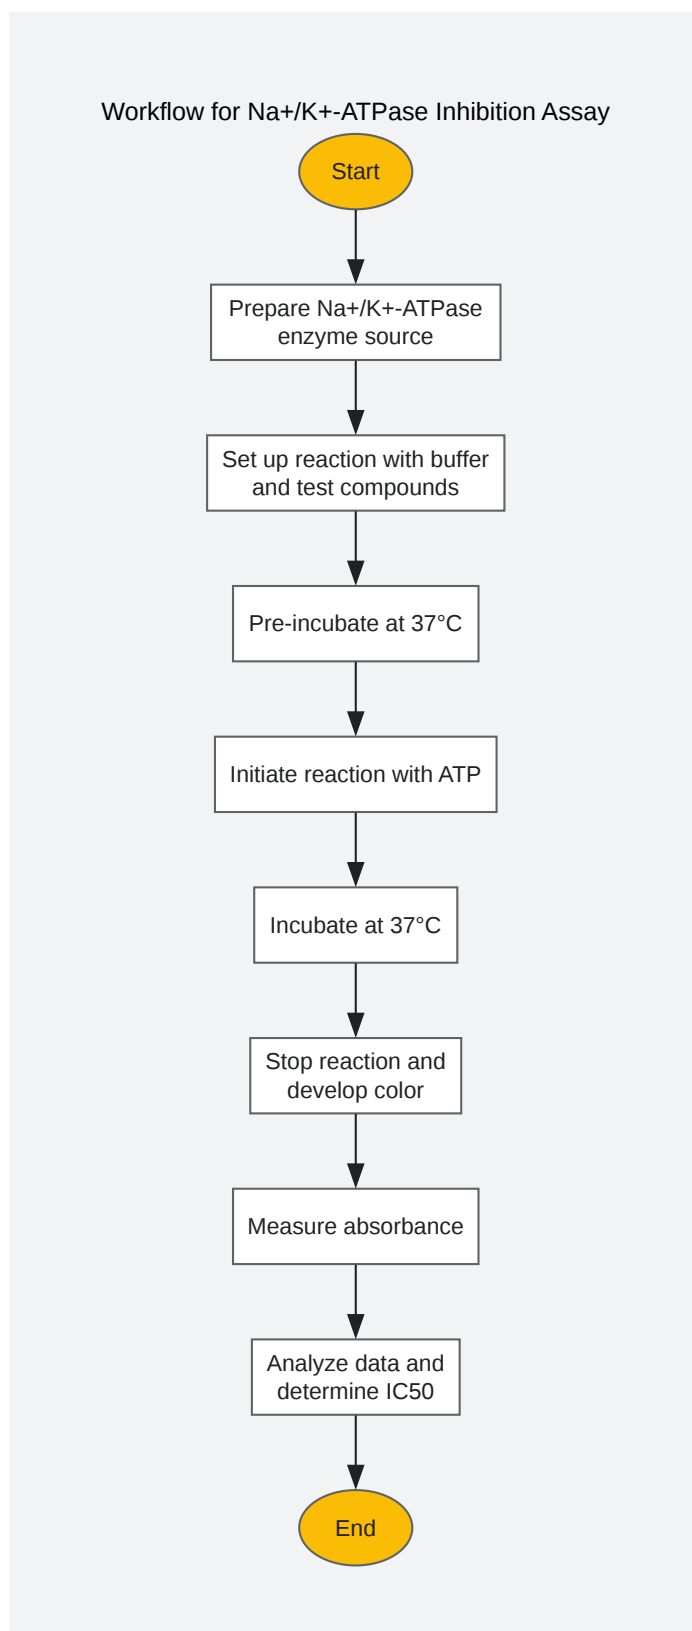 Workflow for Na+/K+-ATPase Inhibition Assay
Start
Prepare Na+/K+-ATPase
enzyme source
Set up reaction with buffer
and test compounds
Pre-incubate at 37°C
Initiate reaction with ATP
Incubate at 37°C
Stop reaction and
develop color
Measure absorbance
Analyze data and
determine IC50
End